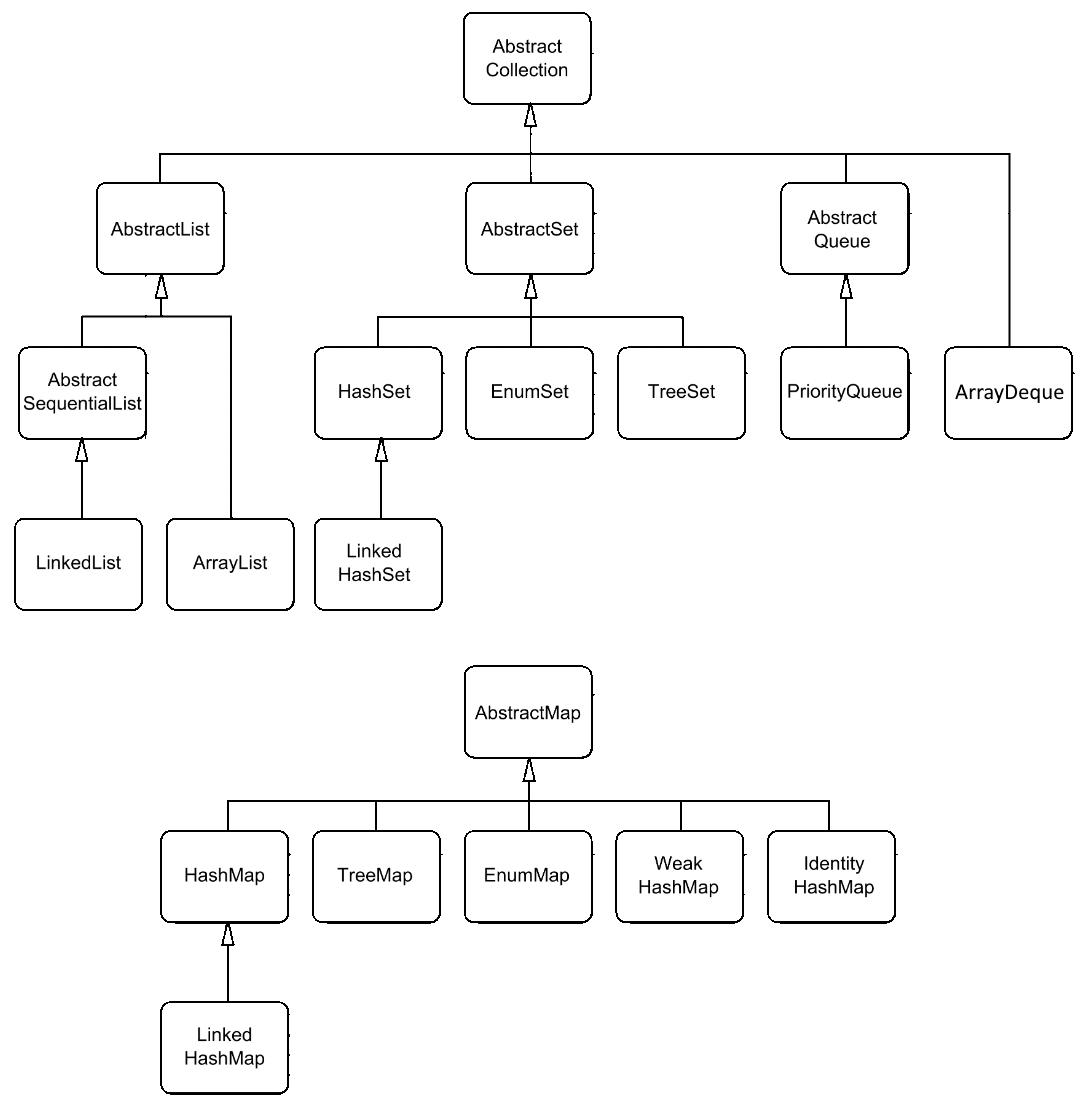 Abstract
Collection
AbstractList
AbstractSet
Abstract
Queue
Abstract
SequentialList
HashSet
EnumSet
TreeSet
PriorityQueue
ArrayDeque
LinkedList
ArrayList
Linked
HashSet
AbstractMap
HashMap
TreeMap
EnumMap
Weak
HashMap
Identity
HashMap
Linked
HashMap